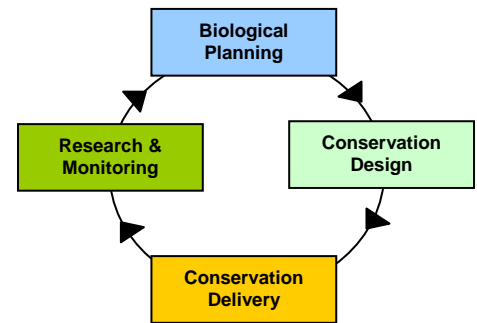 Biological
Planning
Conservation
Design
Conservation
Delivery
Research &
Monitoring